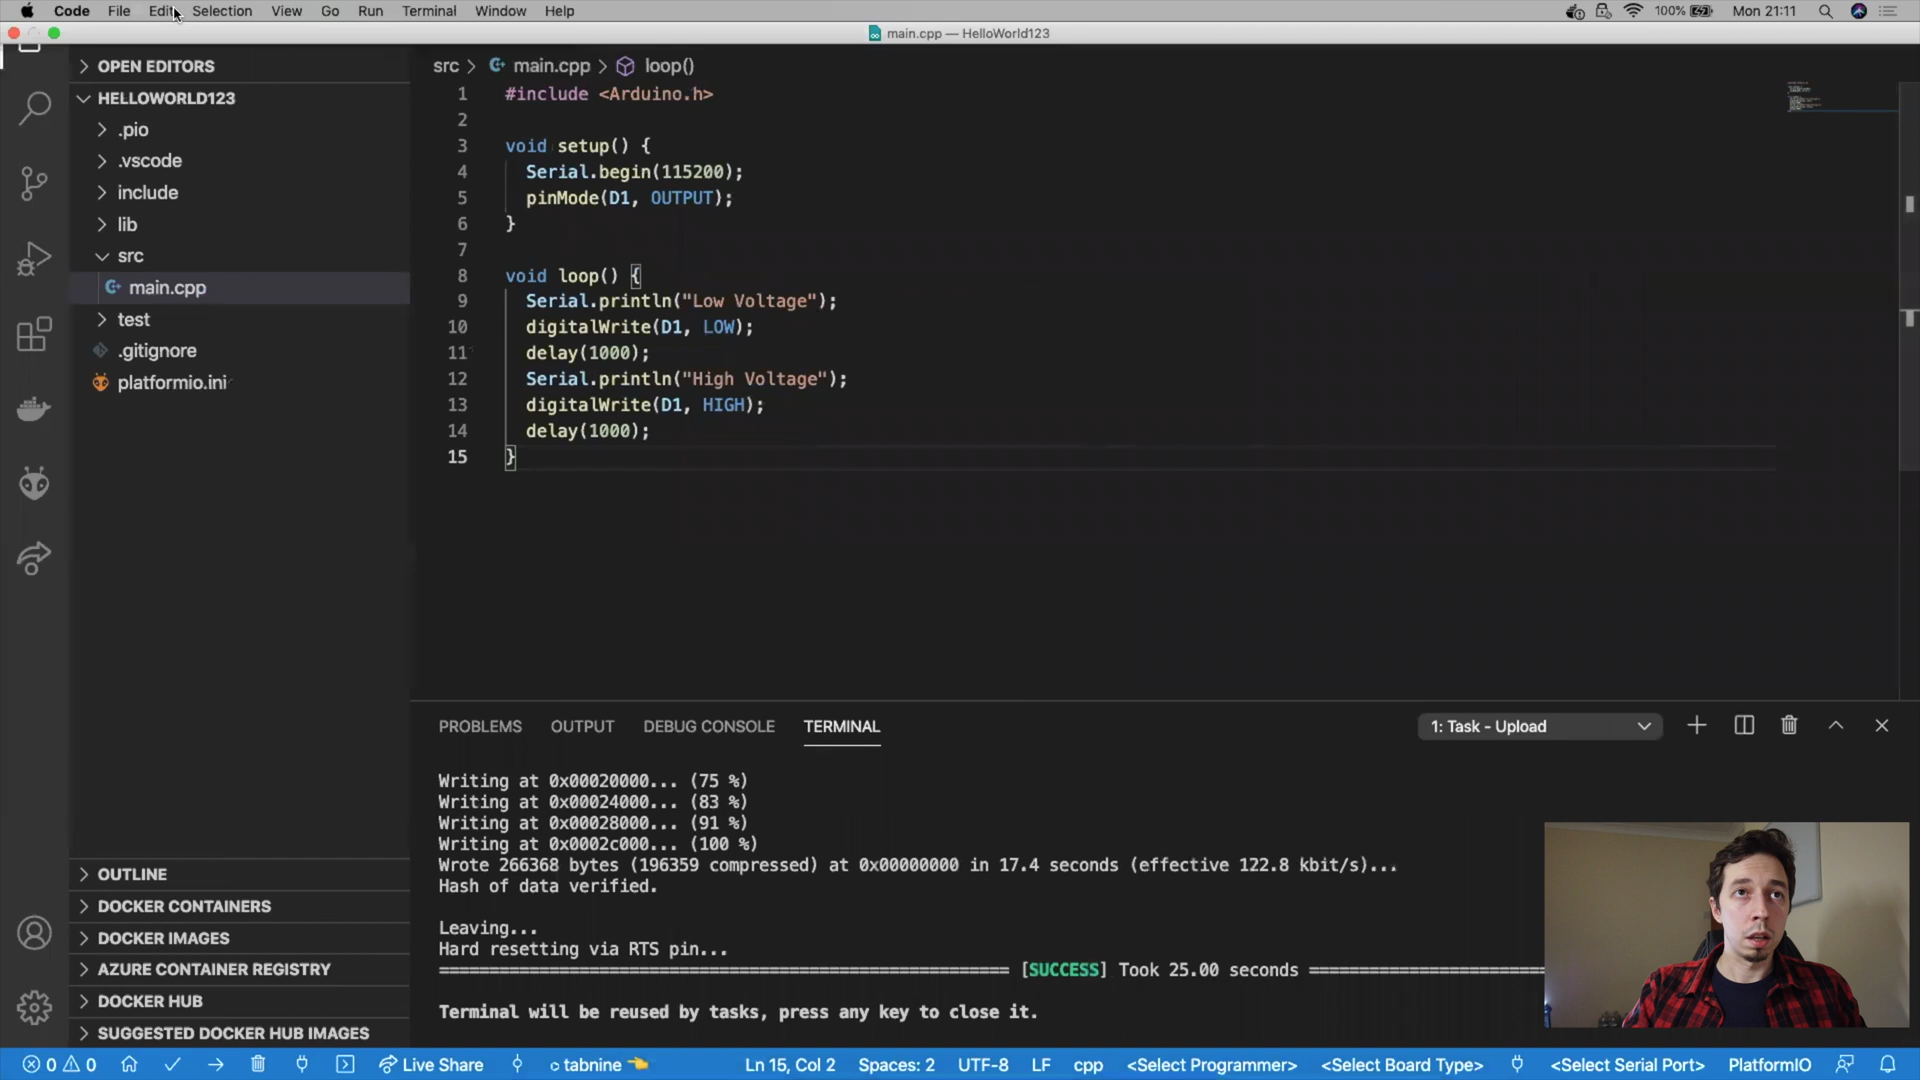 Code File Edit Selection View Go Run Terminal Window Help 100% Mon 21:11
main.cpp — HelloWorld123
OPEN EDITORS
HELLOWORLD123
.pio
.vscode
include
lib
src
main.cpp
test
.gitignore
platformio.ini
OUTLINE
DOCKER CONTAINERS
DOCKER IMAGES
AZURE CONTAINER REGISTRY
DOCKER HUB
SUGGESTED DOCKER HUB IMAGES
src > main.cpp > loop()
1 #include <Arduino.h>
2
3 void setup() {
4 Serial.begin(115200);
5 pinMode(D1, OUTPUT);
6 }
7
8 void loop() {
9 Serial.println("Low Voltage");
10 digitalWrite(D1, LOW);
11 delay(1000);
12 Serial.println("High Voltage");
13 digitalWrite(D1, HIGH);
14 delay(1000);
15 }
PROBLEMS OUTPUT DEBUG CONSOLE TERMINAL 1: Task - Upload
Writing at 0x00020000... (75 %)
Writing at 0x00024000... (83 %)
Writing at 0x00028000... (91 %)
Writing at 0x0002c000... (100 %)
Wrote 266368 bytes (196359 compressed) at 0x00000000 in 17.4 seconds (effective 122.8 kbit/s)...
Hash of data verified.
Leaving...
Hard resetting via RTS pin...
========================================================= [SUCCESS] Took 25.00 seconds ========================
Terminal will be reused by tasks, press any key to close it.
0 0 Live Share tabnine Ln 15, Col 2 Spaces: 2 UTF-8 LF cpp <Select Programmer> <Select Board Type> <Select Serial Port> PlatformIO